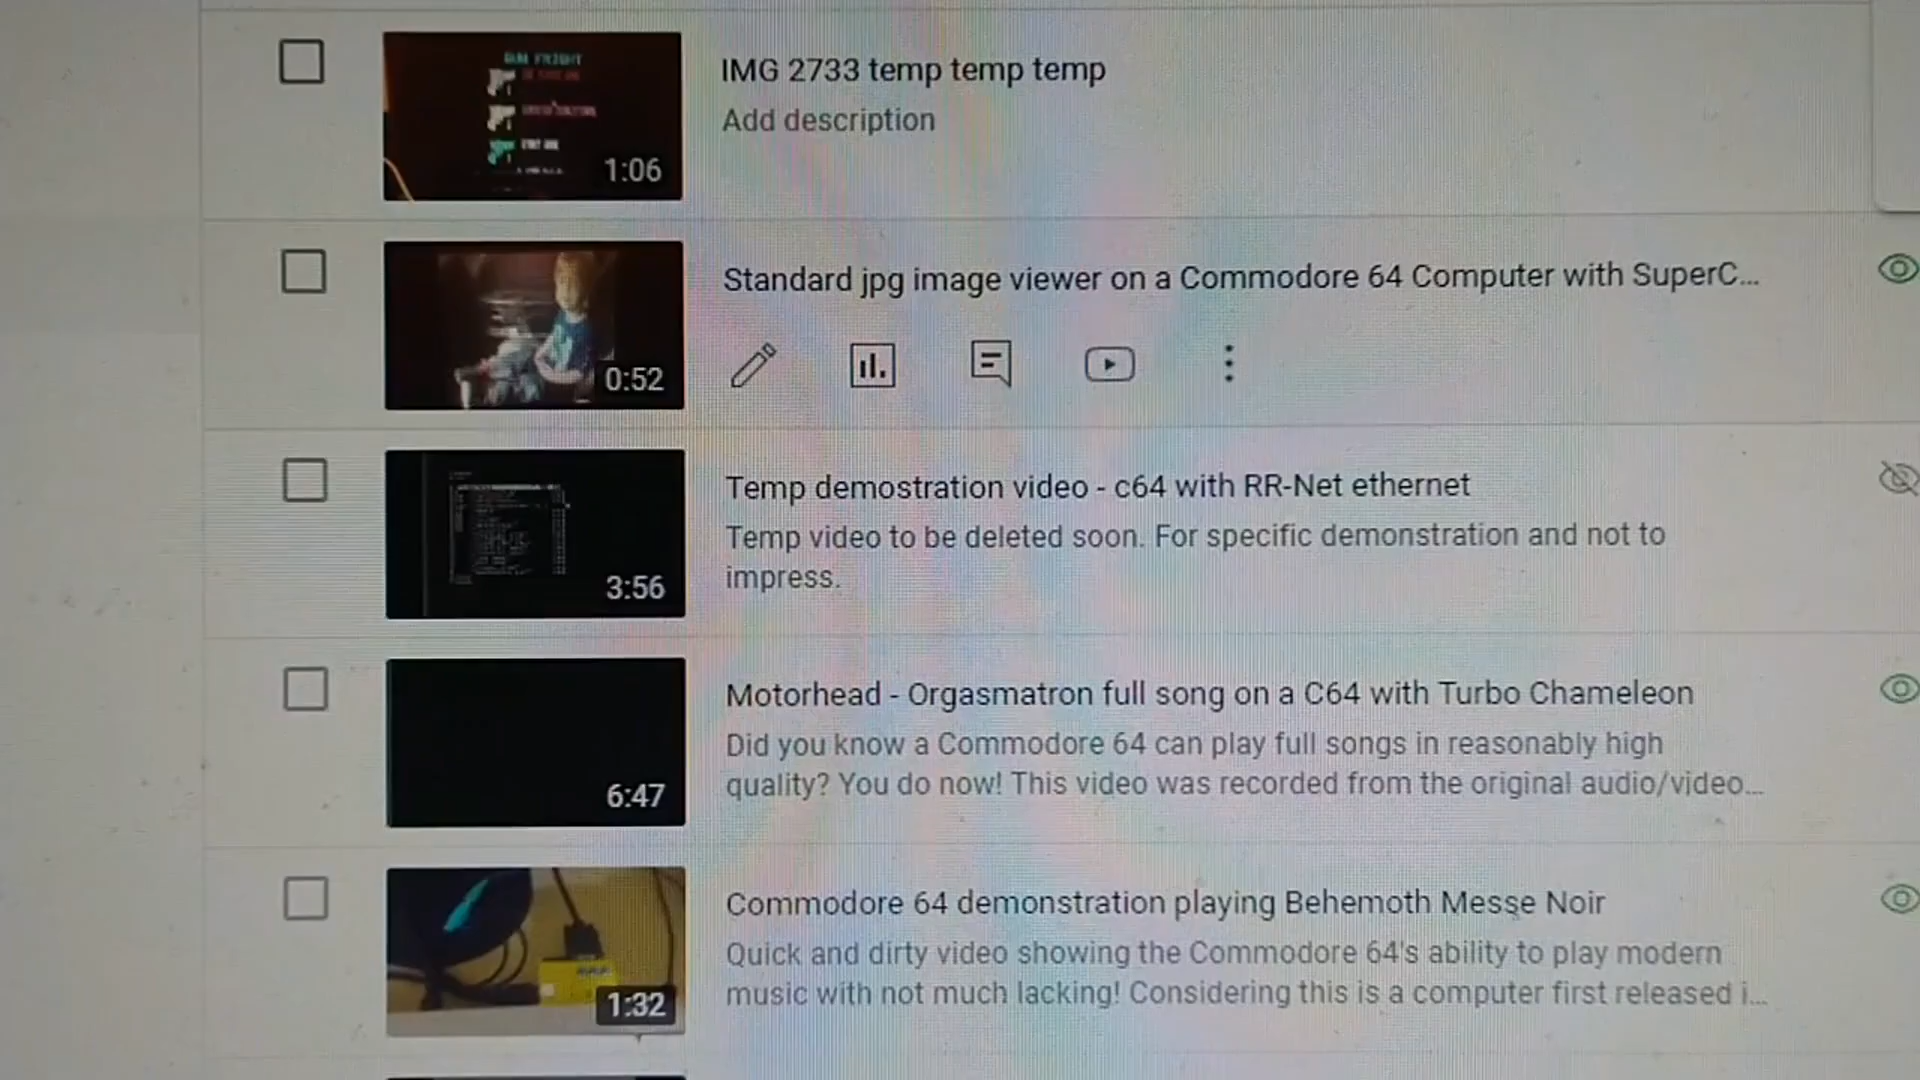 1:06
IMG 2733 temp temp temp
Add description
0:52
Standard jpg image viewer on a Commodore 64 Computer with SuperC...
3:56
Temp demostration video - c64 with RR-Net ethernet
Temp video to be deleted soon. For specific demonstration and not to
impress.
6:47
Motorhead - Orgasmatron full song on a C64 with Turbo Chameleon
Did you know a Commodore 64 can play full songs in reasonably high
quality? You do now! This video was recorded from the original audio/video...
1:32
Commodore 64 demonstration playing Behemoth Messe Noir
Quick and dirty video showing the Commodore 64's ability to play modern
music with not much lacking! Considering this is a computer first released i...